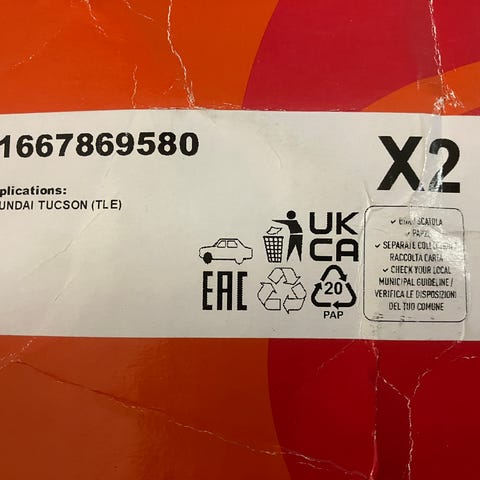 1667869580
X2
plications:
UNDAI TUCSON (TLE)
UK
CA
EAC
20
PAP
SCATOLA
✓ SEPARATE COLLECTION
RACCOLTA CARTA
✓ CHECK YOUR LOCAL
MUNICIPAL GUIDELINE /
VERIFICA LE DISPOSIZIONI
DEL TUO COMUNE